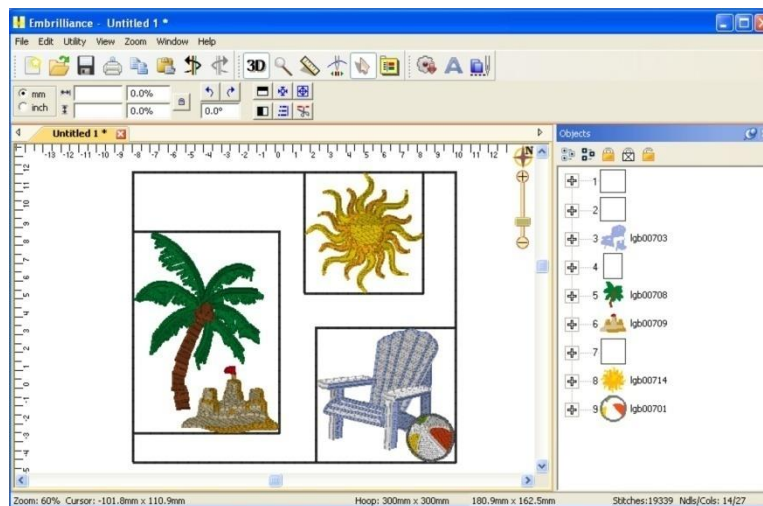 Embrilliance - Untitled 1 *
File Edit Utility View Zoom Window Help
3D A
mm 0.0%
inch 0.0% 0.0°
Untitled 1 * Objects
-13 -12 -11 -10 -9 -8 -7 -6 -5 -4 -3 -2 -1 0 1 2 3 4 5 6 7 8 9 10 11 12
N
1
2
3 lgb00703
4
5 lgb00708
6 lgb00709
7
8 lgb00714
9 lgb00701
Zoom: 60% Cursor: -101.8mm x 110.9mm Hoop: 300mm x 300mm 180.9mm x 162.5mm Stitches:19339 Ndls/Cols: 14/27